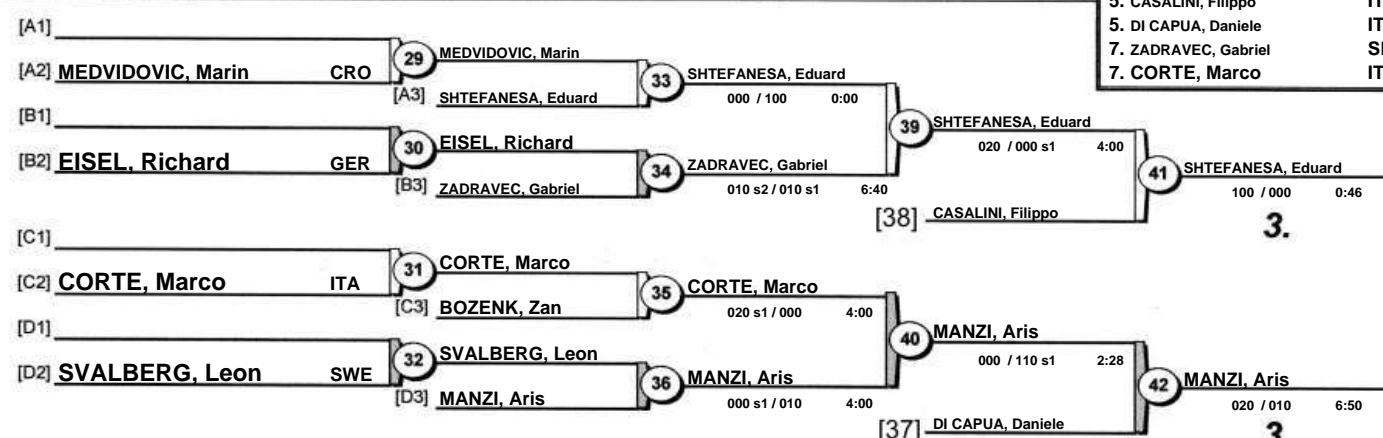 5. CASALINI, Filippo IT
5. DI CAPUA, Daniele IT
7. ZADRAVEC, Gabriel
7. CORTE, Marco IT
[A1]
[A2] MEDVIDOVIC, Marin CRO
29
MEDVIDOVIC, Marin
[A3] SHTEFANESA, Eduard
33
SHTEFANESA, Eduard
000 / 100 0:00
[B1]
[B2] EISEL, Richard GER
30
EISEL, Richard
[B3] ZADRAVEC, Gabriel
34
ZADRAVEC, Gabriel
010 s2 / 010 s1 6:40
39
SHTEFANESA, Eduard
020 / 000 s1 4:00
[38] CASALINI, Filippo
41
SHTEFANESA, Eduard
100 / 000 0:46
3.
[C1]
[C2] CORTE, Marco ITA
31
CORTE, Marco
[C3] BOZENK, Zan
35
CORTE, Marco
020 s1 / 000 4:00
[D1]
[D2] SVALBERG, Leon SWE
32
SVALBERG, Leon
[D3] MANZI, Aris
36
MANZI, Aris
000 s1 / 010 4:00
40
MANZI, Aris
000 / 110 s1 2:28
[37] DI CAPUA, Daniele
42
MANZI, Aris
020 / 010 6:50
3